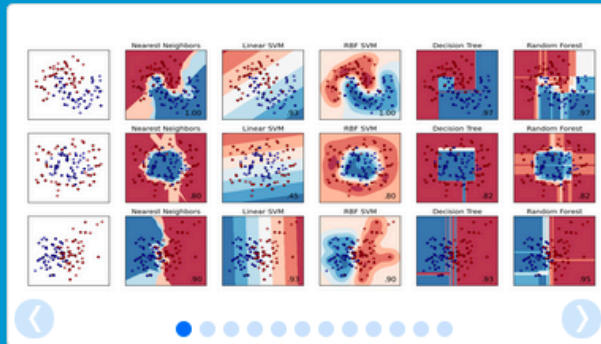 Nearest Neighbors Linear SVM RBF SVM Decision Tree Random Forest
1.00 .93 1.00 .97 .97
Nearest Neighbors Linear SVM RBF SVM Decision Tree Random Forest
.80 .45 .80 .82 .82
Nearest Neighbors Linear SVM RBF SVM Decision Tree Random Forest
.90 .93 .90 .93 .95